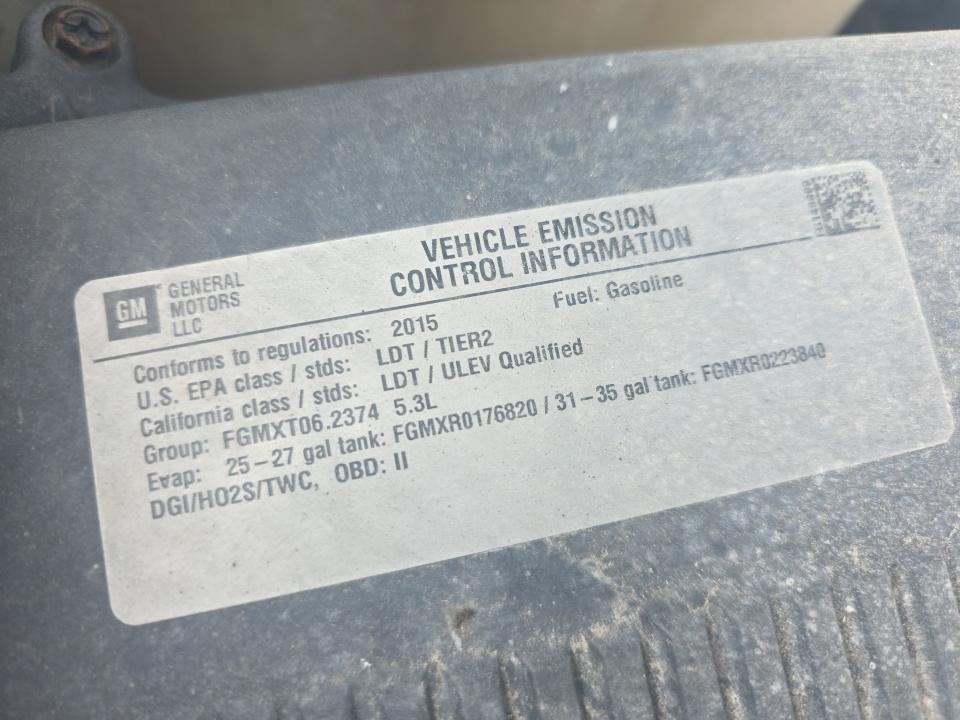 VEHICLE EMISSION
CONTROL INFORMATION
GM GENERAL
MOTORS
LLC
Conforms to regulations: 2015 Fuel: Gasoline
U.S. EPA class / stds: LDT / TIER2
California class / stds: LDT / ULEV Qualified
Group: FGMXT06.2374 5.3L
Evap: 25-27 gal tank: FGMXR0176820 / 31-35 gal tank: FGMXR0223840
DGI/HO2S/TWC, OBD: II